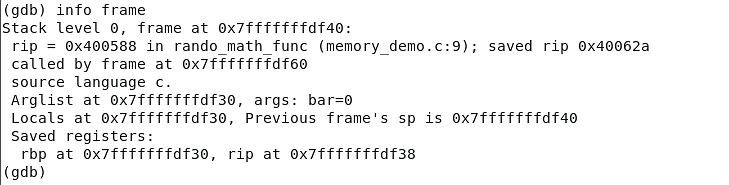 (gdb) info frame
Stack level 0, frame at 0x7fffffffdf40:
 rip = 0x400588 in rando_math_func (memory_demo.c:9); saved rip 0x40062a
 called by frame at 0x7fffffffdf60
 source language c.
 Arglist at 0x7fffffffdf30, args: bar=0
 Locals at 0x7fffffffdf30, Previous frame's sp is 0x7fffffffdf40
 Saved registers:
  rbp at 0x7fffffffdf30, rip at 0x7fffffffdf38
(gdb)